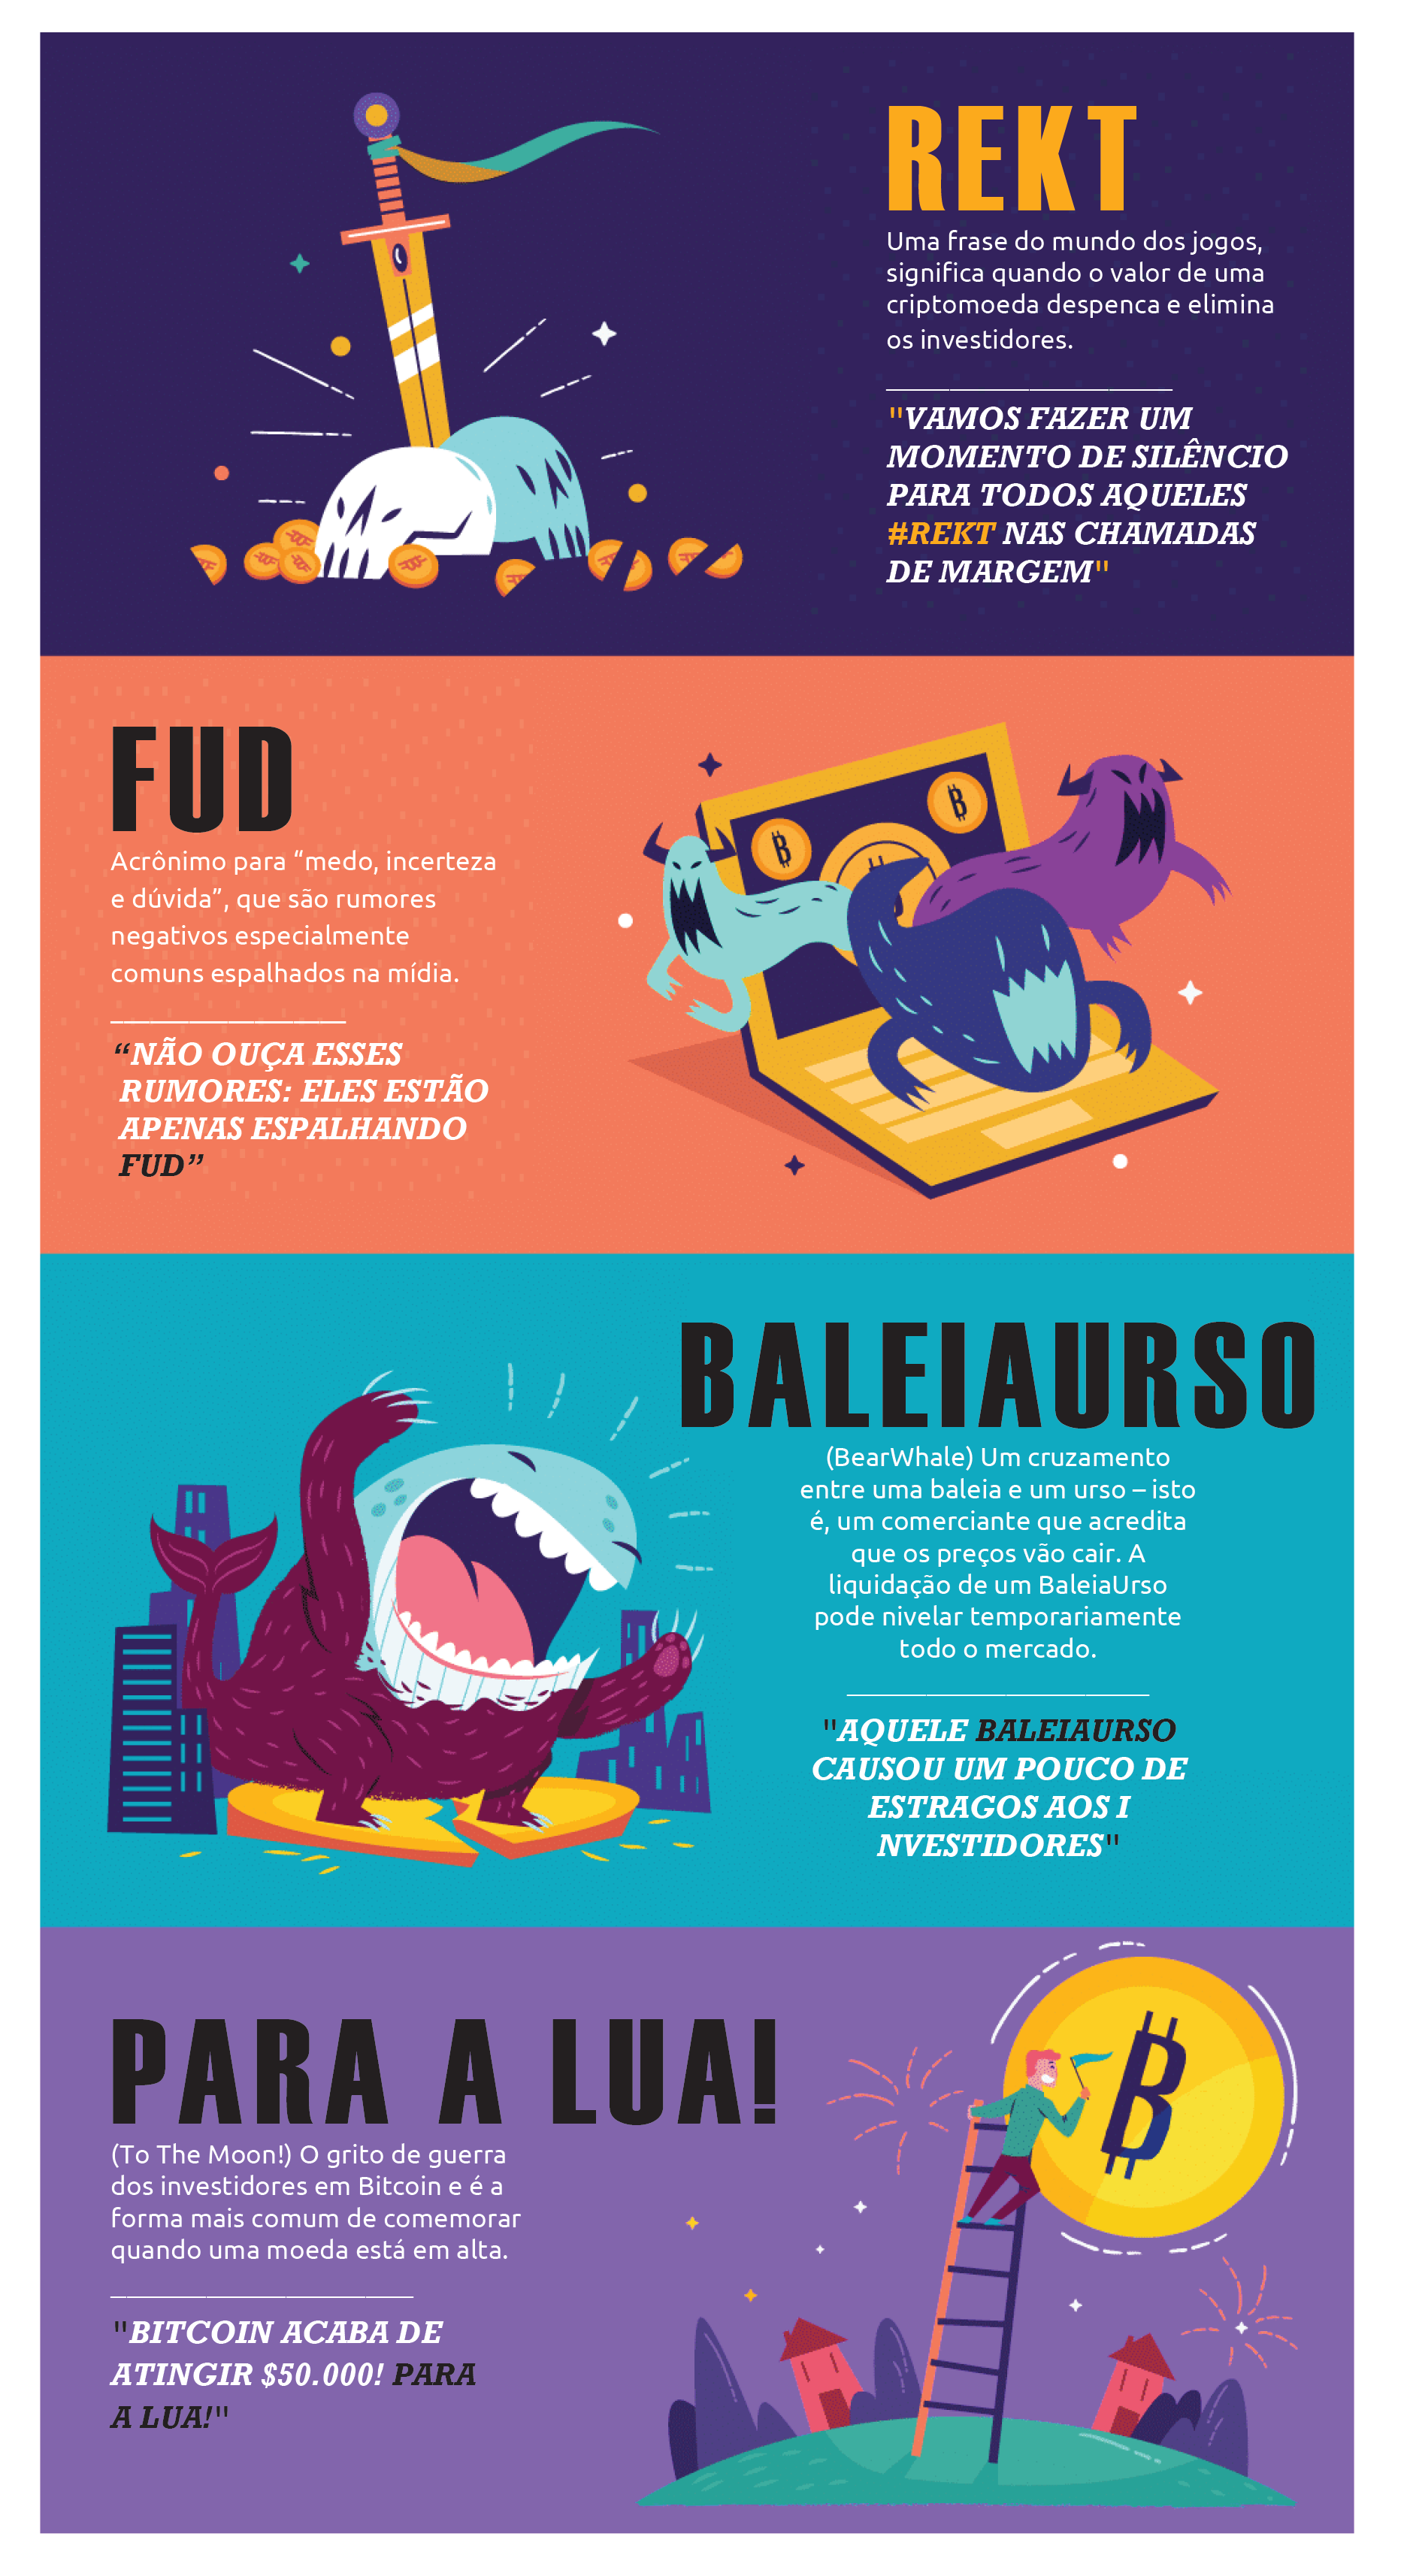 REKT
Uma frase do mundo dos jogos,
significa quando o valor de uma
criptomoeda despenca e elimina
os investidores.
"VAMOS FAZER UM
MOMENTO DE SILÊNCIO
PARA TODOS AQUELES
#REKT NAS CHAMADAS
DE MARGEM"
FUD
Acrônimo para “medo, incerteza
e dúvida”, que são rumores
negativos especialmente
comuns espalhados na mídia.
“NÃO OUÇA ESSES
RUMORES: ELES ESTÃO
APENAS ESPALHANDO
FUD”
BALEIAURSO
(BearWhale) Um cruzamento
entre uma baleia e um urso – isto
é, um comerciante que acredita
que os preços vão cair. A
liquidação de um BaleiaUrso
pode nivelar temporariamente
todo o mercado.
"AQUELE BALEIAURSO
CAUSOU UM POUCO DE
ESTRAGOS AOS I
NVESTIDORES"
PARA A LUA!
(To The Moon!) O grito de guerra
dos investidores em Bitcoin e é a
forma mais comum de comemorar
quando uma moeda está em alta.
"BITCOIN ACABA DE
ATINGIR $50.000! PARA
A LUA!"